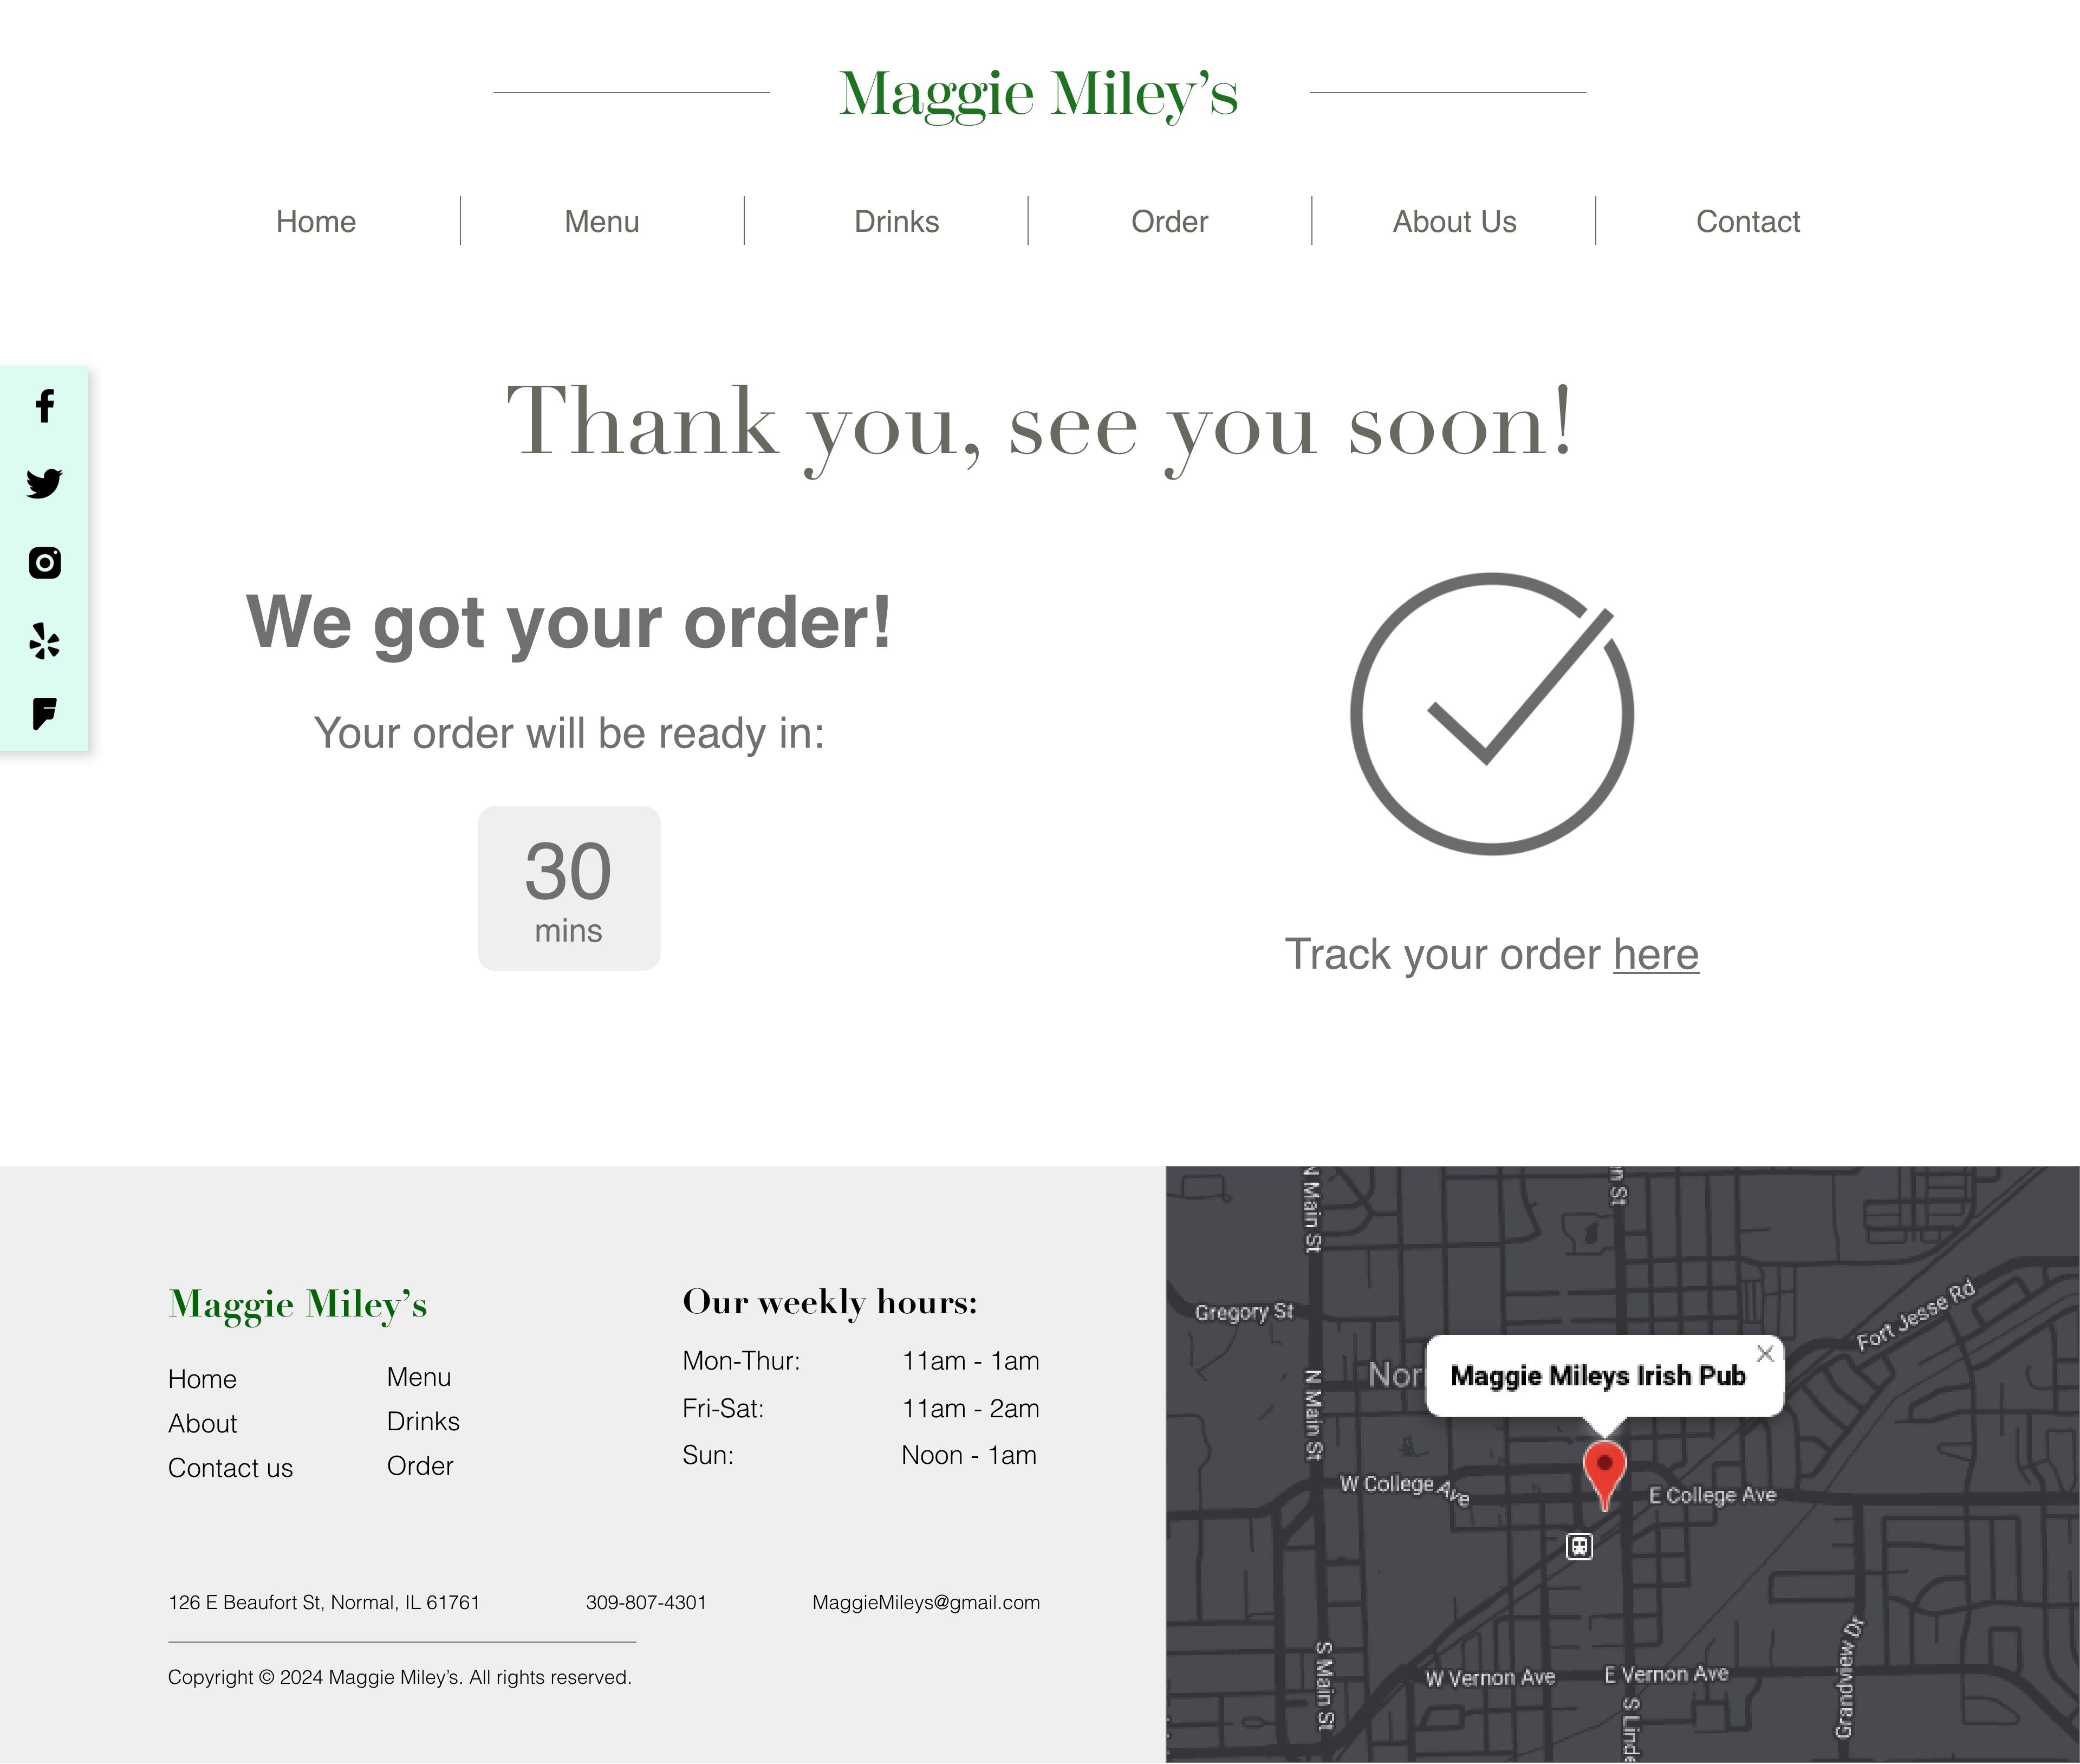 Maggie Miley’s
Home
Menu
Drinks
Order
About Us
Contact
Thank you, see you soon!
We got your order!
Your order will be ready in:
30
mins
Track your order here
Maggie Miley’s
Home
Menu
About
Drinks
Contact us
Order
Our weekly hours:
Mon-Thur: 11am - 1am
Fri-Sat: 11am - 2am
Sun: Noon - 1am
126 E Beaufort St, Normal, IL 61761
309-807-4301
MaggieMileys@gmail.com
Copyright © 2024 Maggie Miley’s. All rights reserved.
N Main St
n St
Gregory St
Fort Jesse Rd
Nor
Maggie Mileys Irish Pub
N Main St
W College Ave
E College Ave
S Main St
W Vernon Ave
E Vernon Ave
S Linde
Grandview Dr